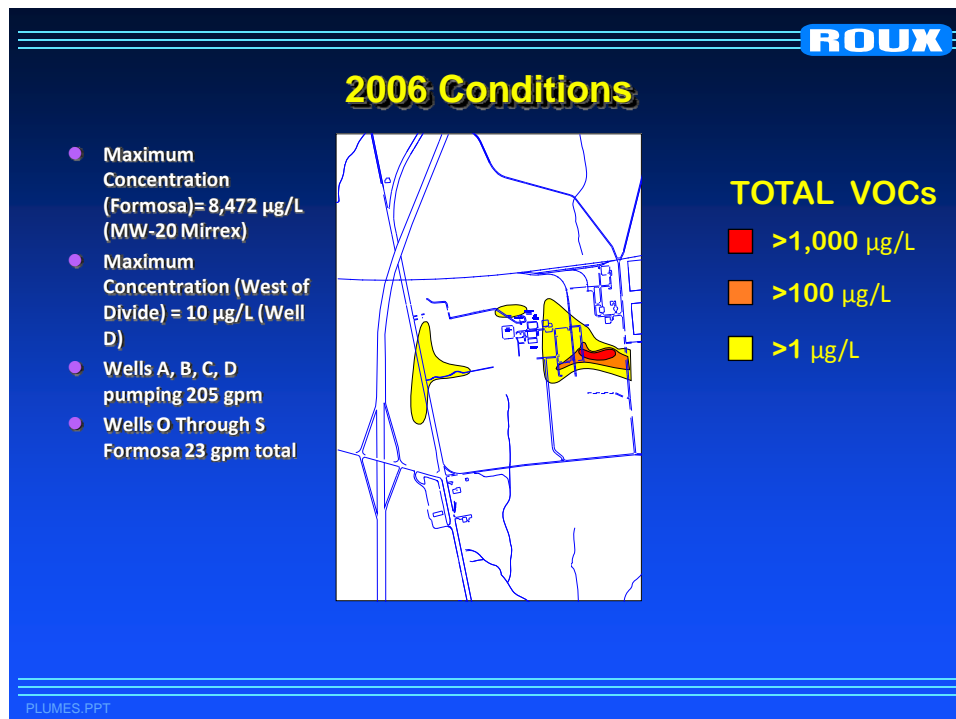 ROUX
2006 Conditions
Maximum
Concentration
(Formosa)= 8,472 µg/L
(MW-20 Mirrex)
Maximum
Concentration (West of
Divide) = 10 µg/L (Well
D)
Wells A, B, C, D
pumping 205 gpm
Wells O Through S
Formosa 23 gpm total
TOTAL VOCs
>1,000 µg/L
>100 µg/L
>1 µg/L
PLUMES.PPT